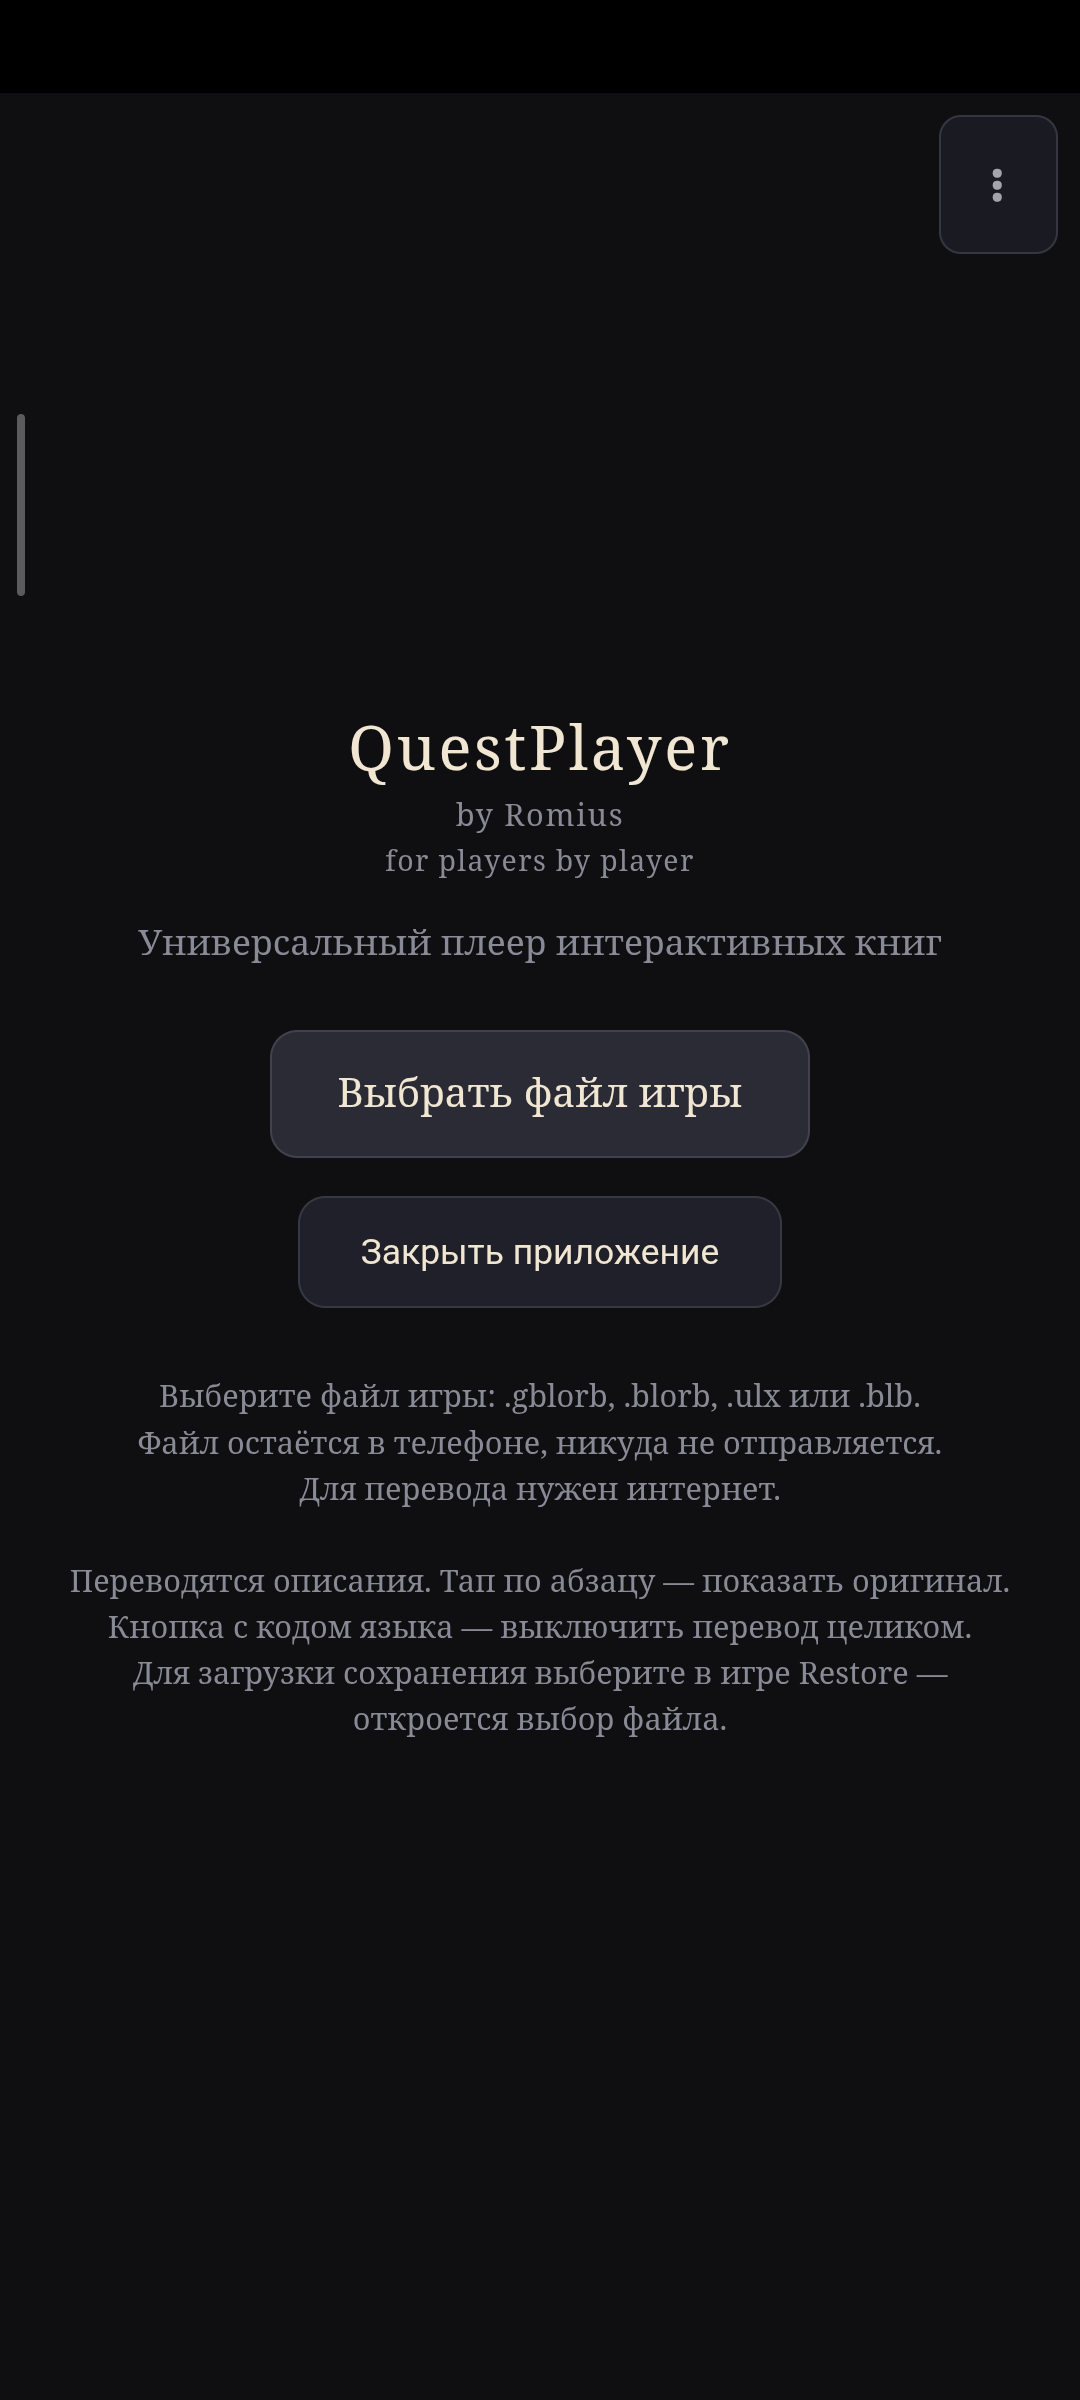 QuestPlayer
by Romius
for players by player
Универсальный плеер интерактивных книг
Выбрать файл игры
Закрыть приложение
Выберите файл игры: .gblorb, .blorb, .ulx или .blb.
Файл остаётся в телефоне, никуда не отправляется.
Для перевода нужен интернет.
Переводятся описания. Тап по абзацу — показать оригинал.
Кнопка с кодом языка — выключить перевод целиком.
Для загрузки сохранения выберите в игре Restore —
откроется выбор файла.